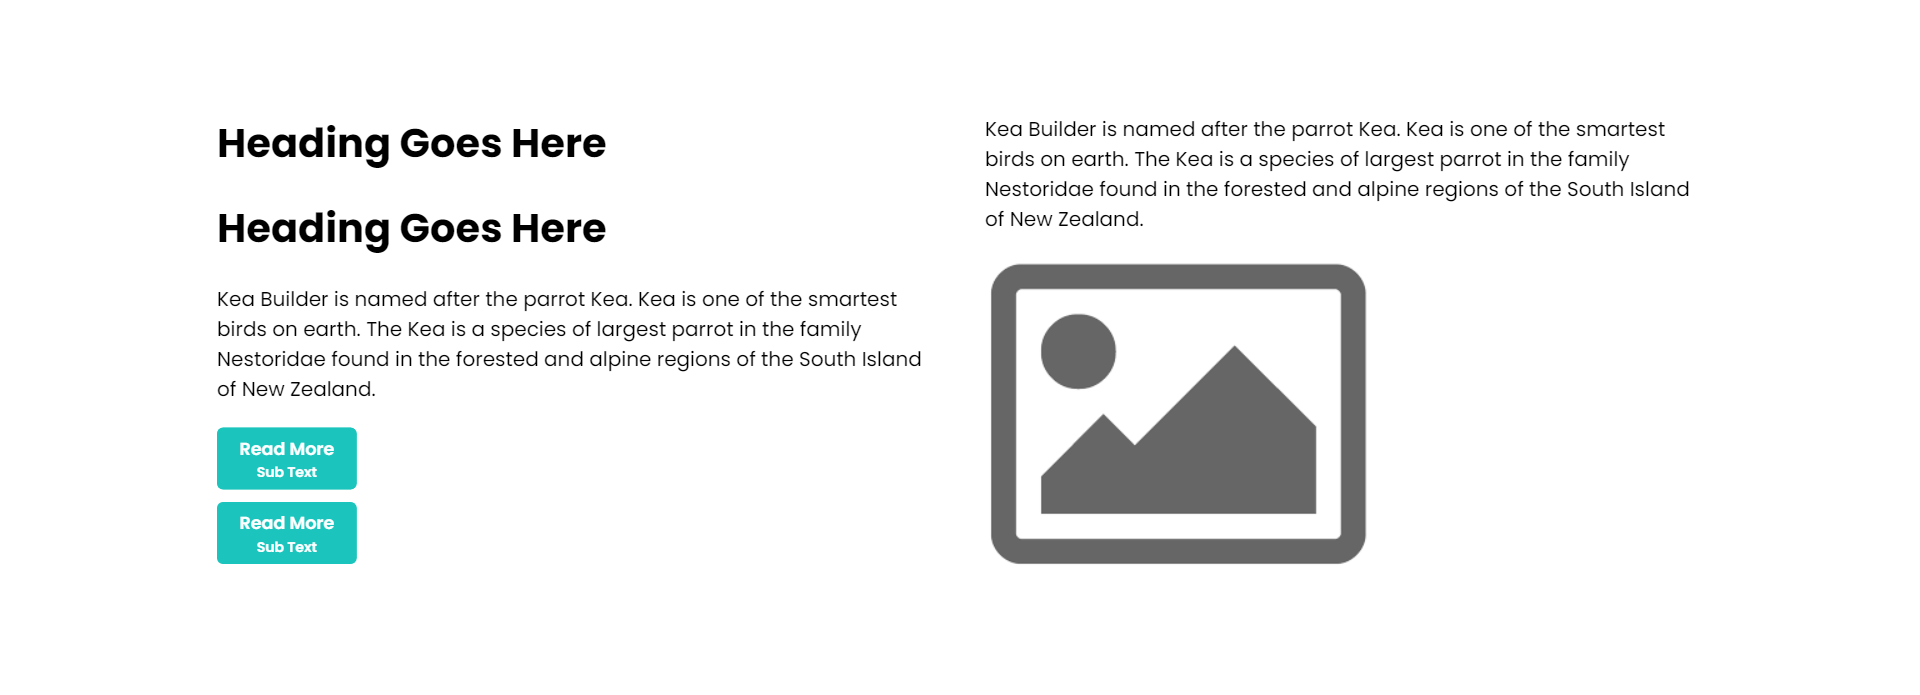 Heading Goes Here
Heading Goes Here
Kea Builder is named after the parrot Kea. Kea is one of the smartest
birds on earth. The Kea is a species of largest parrot in the family
Nestoridae found in the forested and alpine regions of the South Island
of New Zealand.
Read More
Sub Text
Read More
Sub Text
Kea Builder is named after the parrot Kea. Kea is one of the smartest
birds on earth. The Kea is a species of largest parrot in the family
Nestoridae found in the forested and alpine regions of the South Island
of New Zealand.